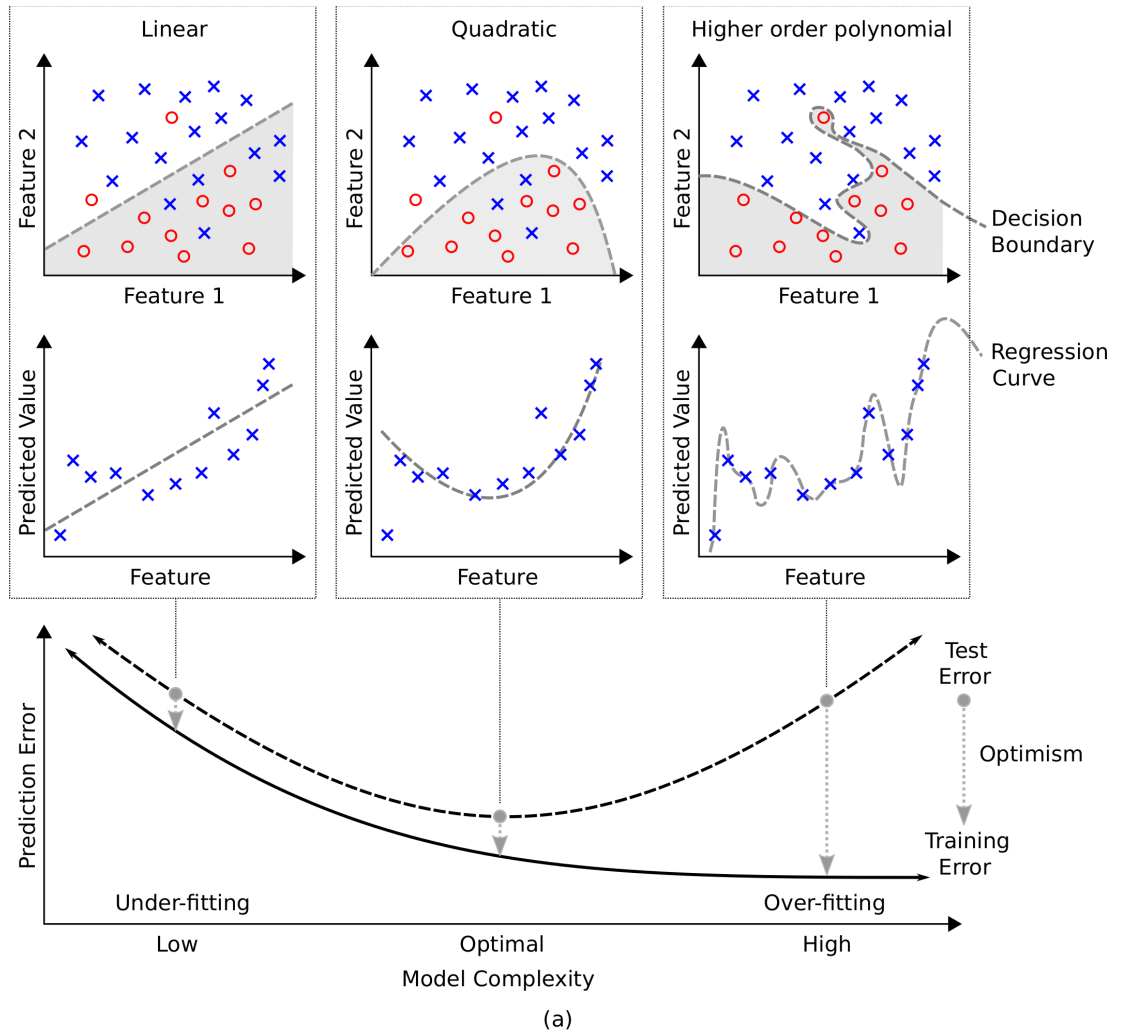 Linear
Quadratic
Higher order polynomial
Feature 2
Feature 1
Feature 2
Feature 1
Feature 2
Feature 1
Decision
Boundary
Predicted Value
Feature
Predicted Value
Feature
Predicted Value
Feature
Regression
Curve
Prediction Error
Test
Error
Optimism
Training
Error
Under-fitting
Over-fitting
Low
Optimal
High
Model Complexity
(a)